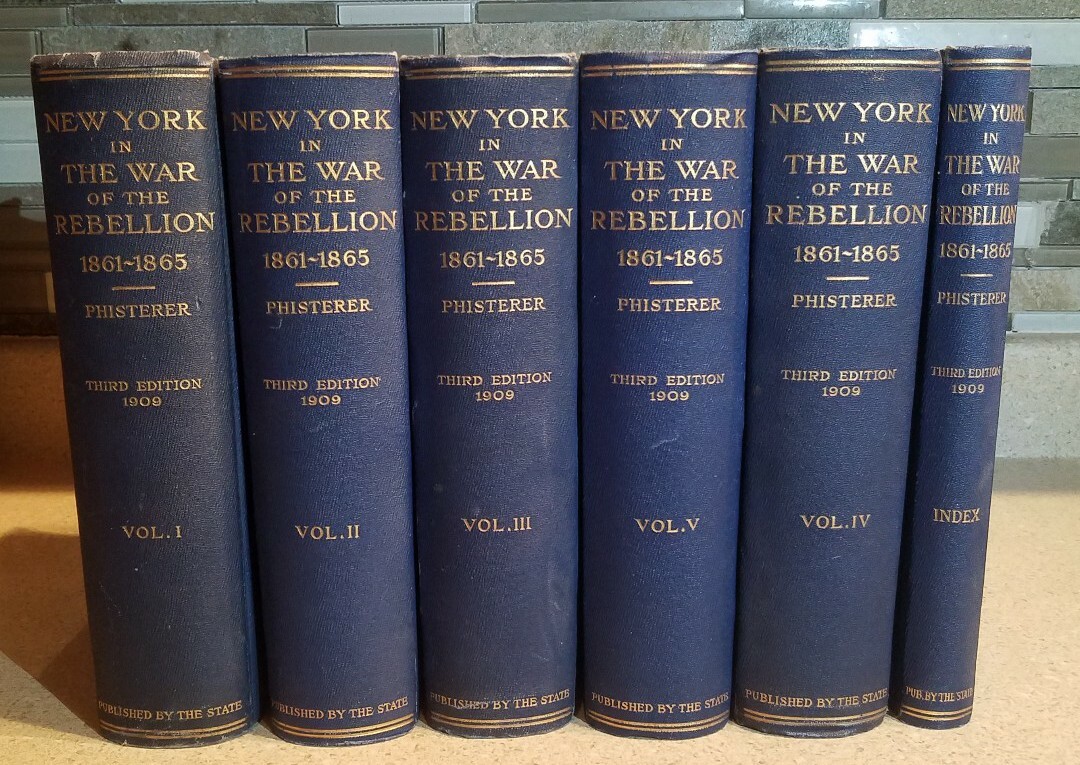 NEW YORK
IN
THE WAR
OF THE
REBELLION
1861~1865
PHISTERER
THIRD EDITION
1909
VOL. I
PUBLISHED BY THE STATE
NEW YORK
IN
THE WAR
OF THE
REBELLION
1861~1865
PHISTERER
THIRD EDITION
1909
VOL. II
PUBLISHED BY THE STATE
NEW YORK
IN
THE WAR
OF THE
REBELLION
1861~1865
PHISTERER
THIRD EDITION
1909
VOL. III
PUBLISHED BY THE STATE
NEW YORK
IN
THE WAR
OF THE
REBELLION
1861~1865
PHISTERER
THIRD EDITION
1909
VOL. V
PUBLISHED BY THE STATE
NEW YORK
IN
THE WAR
OF THE
REBELLION
1861~1865
PHISTERER
THIRD EDITION
1909
VOL. IV
PUBLISHED BY THE STATE
NEW YORK
IN
THE WAR
OF THE
REBELLION
1861~1865
PHISTERER
THIRD EDITION
1909
INDEX
PUB. BY THE STATE